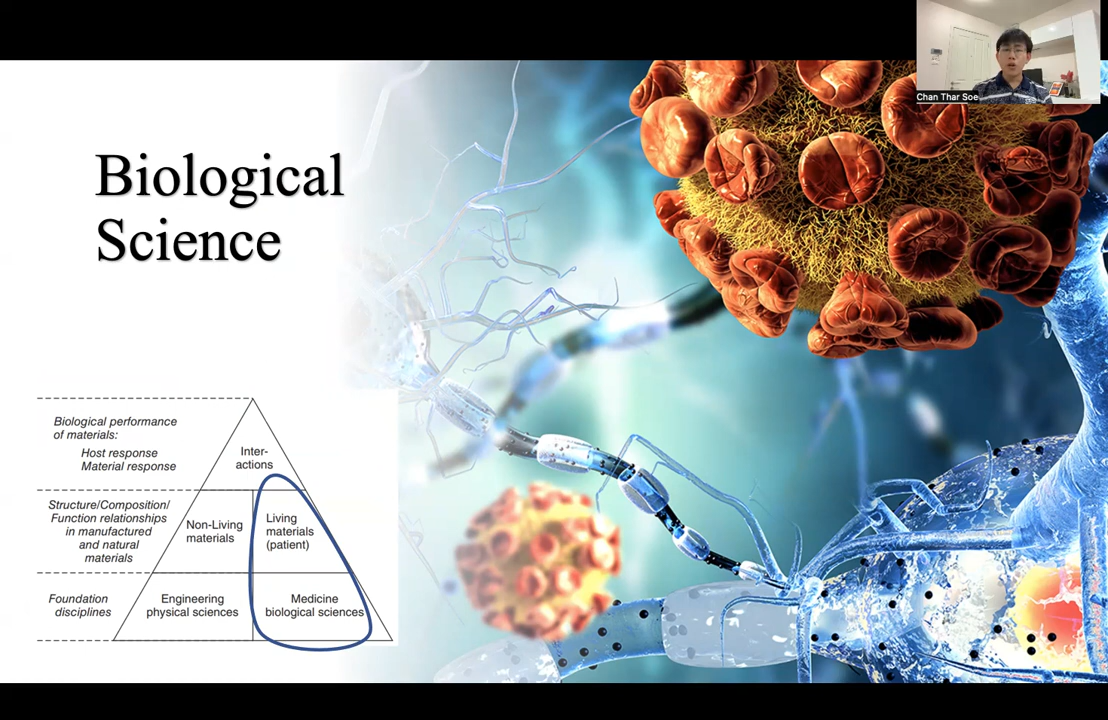 Chan Thar Soe
Biological
Science
Biological performance
of materials:
Host response
Material response
Inter-
actions
Structure/Composition/
Function relationships
in manufactured
and natural
materials
Non-Living
materials
Living
materials
(patient)
Foundation
disciplines
Engineering
physical sciences
Medicine
biological sciences